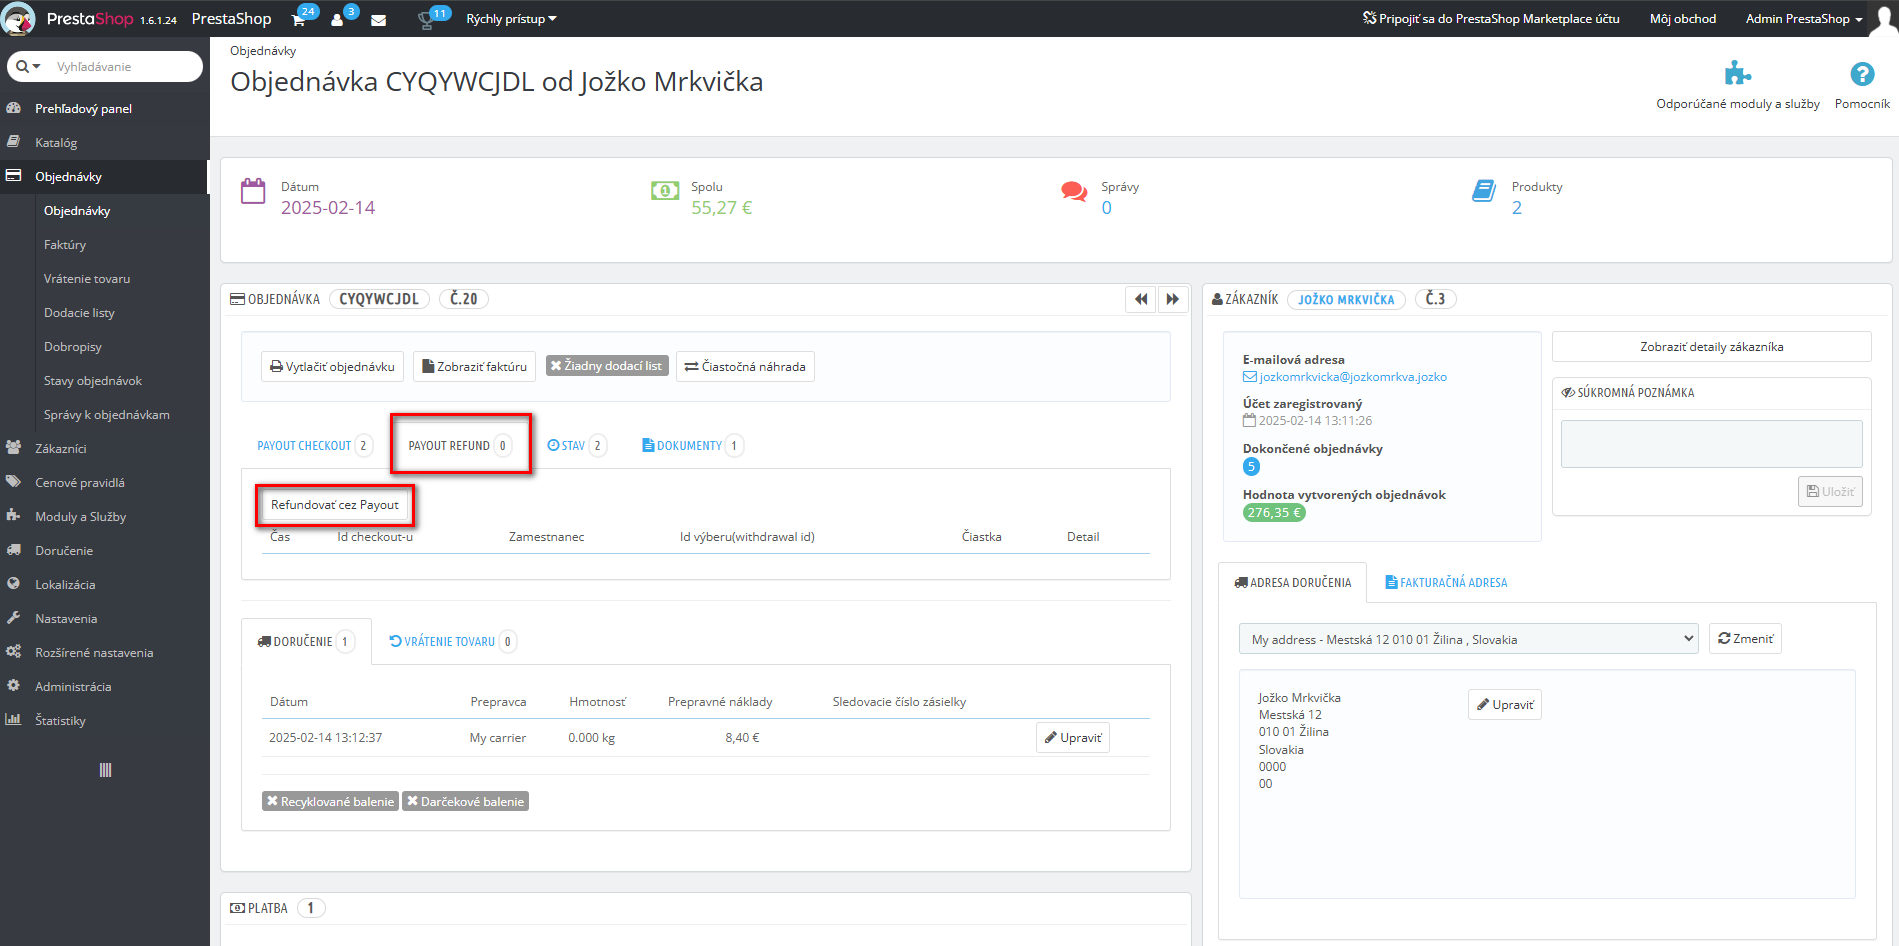 PrestaShop 1.6.1.24 PrestaShop 24 3 11 Rýchly prístup Pripojiť sa do PrestaShop Marketplace účtu Môj obchod Admin PrestaShop
Vyhľadávanie
Prehľadový panel
Katalóg
Objednávky
Objednávky
Faktúry
Vrátenie tovaru
Dodacie listy
Dobropisy
Stavy objednávok
Správy k objednávkam
Zákazníci
Cenové pravidlá
Moduly a Služby
Doručenie
Lokalizácia
Nastavenia
Rozšírené nastavenia
Administrácia
Štatistiky
Objednávky
Objednávka CYQYWCJDL od Jožko Mrkvička
Odporúčané moduly a služby
Pomocník
Dátum
2025-02-14
Spolu
55,27 €
Správy
0
Produkty
2
OBJEDNÁVKA CYQYWCJDL Č.20
Vytlačiť objednávku Zobraziť faktúru Žiadny dodací list Čiastočná náhrada
PAYOUT CHECKOUT 2 PAYOUT REFUND 0 STAV 2 DOKUMENTY 1
Refundovať cez Payout
Čas Id checkout-u Zamestnanec Id výberu(withdrawal id) Čiastka Detail
DORUČENIE 1 VRÁTENIE TOVARU 0
Dátum Prepravca Hmotnosť Prepravné náklady Sledovacie číslo zásielky
2025-02-14 13:12:37 My carrier 0.000 kg 8,40 € Upraviť
Recyklované balenie Darčekové balenie
PLATBA 1
ZÁKAZNÍK JOŽKO MRKVIČKA Č.3
E-mailová adresa
jozkomrkvicka@jozkomrkva.jozko
Účet zaregistrovaný
2025-02-14 13:11:26
Dokončené objednávky
5
Hodnota vytvorených objednávok
276,35 €
Zobraziť detaily zákazníka
SÚKROMNÁ POZNÁMKA
Uložiť
ADRESA DORUČENIA FAKTURAČNÁ ADRESA
My address - Mestská 12 010 01 Žilina , Slovakia Zmeniť
Jožko Mrkvička
Mestská 12
010 01 Žilina
Slovakia
0000
00
Upraviť